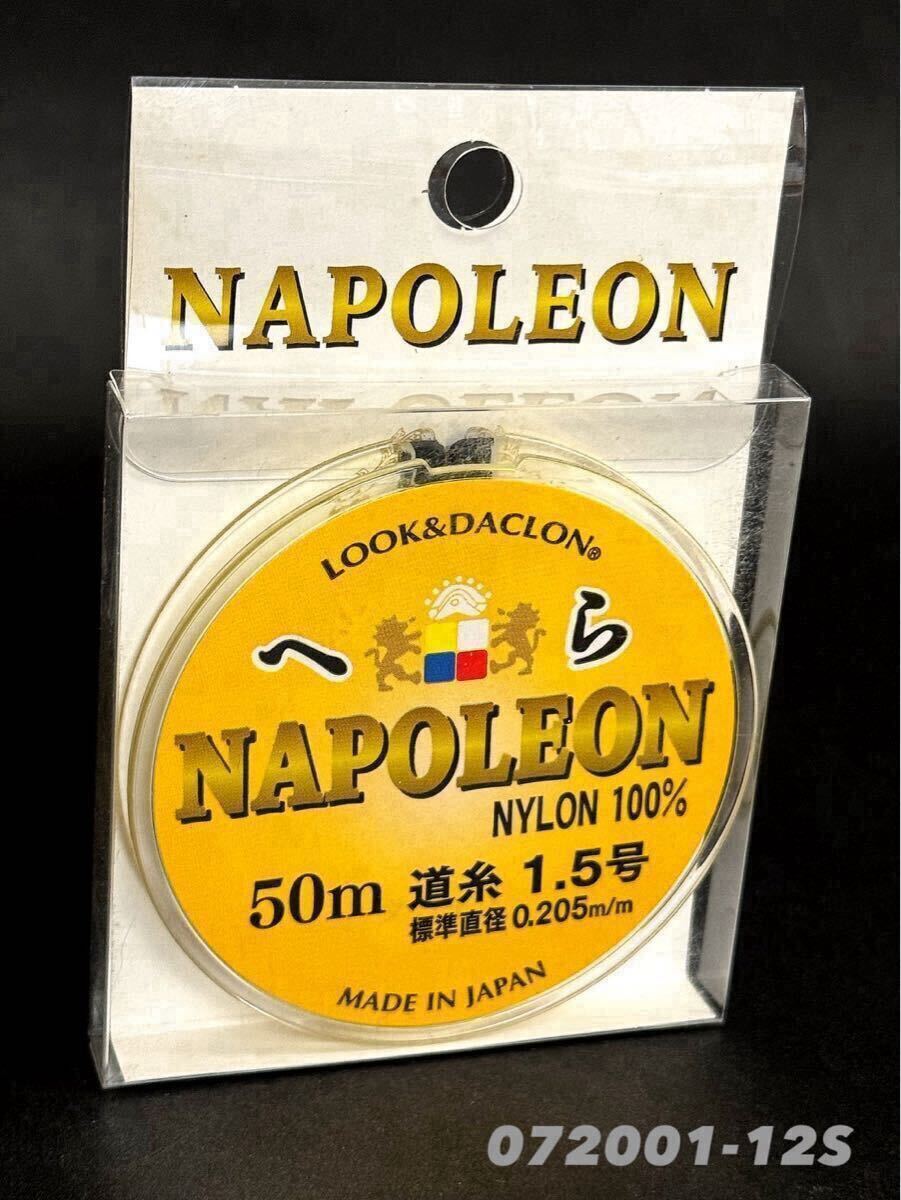 NAPOLEON
LOOK&DACLON®
へら
NAPOLEON
NYLON 100%
50m 道糸 1.5号
標準直径 0.205m/m
MADE IN JAPAN
072001-12S